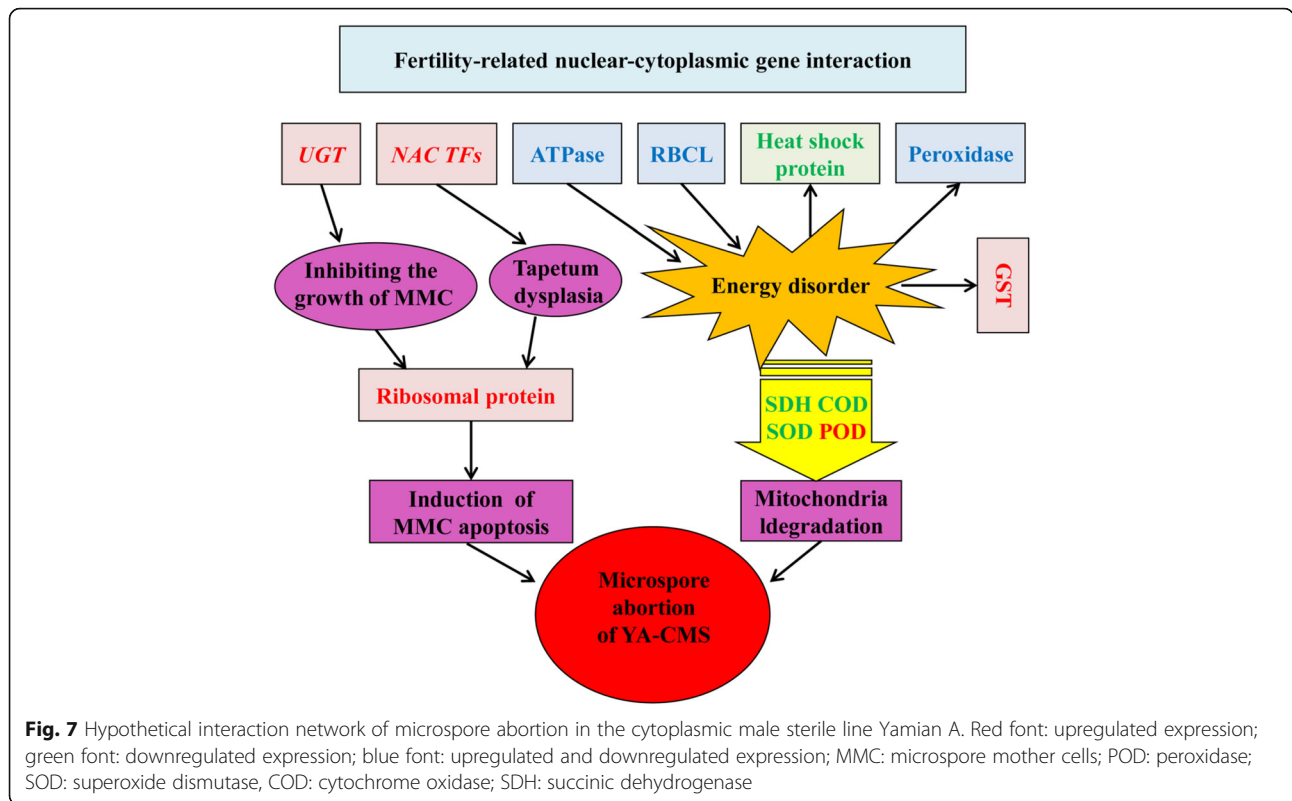 Fertility-related nuclear-cytoplasmic gene interaction
UGT
NAC TFs
ATPase
RBCL
Heat shock
protein
Peroxidase
Inhibiting the
growth of MMC
Tapetum
dysplasia
Energy disorder
GST
Ribosomal protein
SDH COD
SOD POD
Induction of
MMC apoptosis
Mitochondria
ldegradation
Microspore
abortion
of YA-CMS
Fig. 7 Hypothetical interaction network of microspore abortion in the cytoplasmic male sterile line Yamian A. Red font: upregulated expression;
green font: downregulated expression; blue font: upregulated and downregulated expression; MMC: microspore mother cells; POD: peroxidase;
SOD: superoxide dismutase, COD: cytochrome oxidase; SDH: succinic dehydrogenase